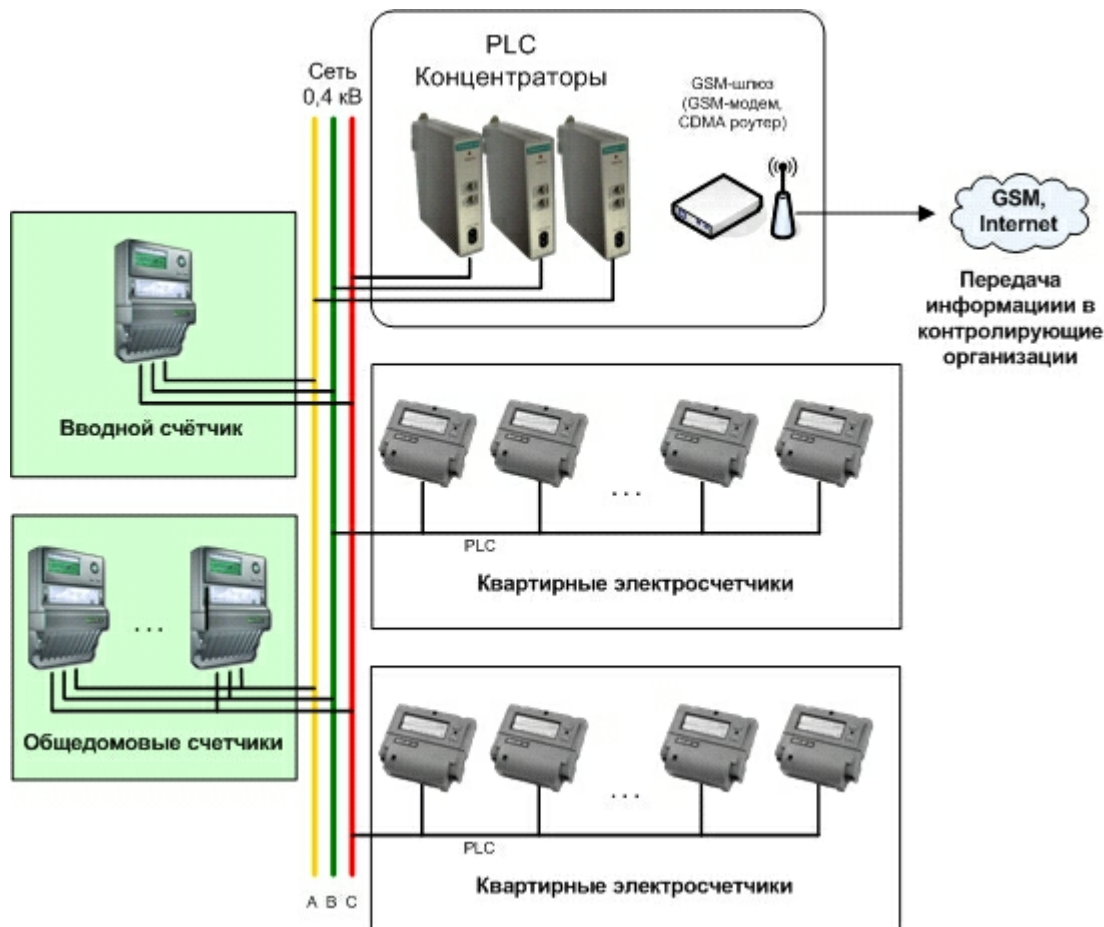 PLC
Концентраторы
Сеть
0,4 кВ
GSM-шлюз
(GSM-модем,
CDMA роутер)
GSM,
Internet
Передача
информациии в
контролирующие
организации
Вводной счётчик
. . .
PLC
Квартирные электросчетчики
. . .
Общедомовые счетчики
. . .
PLC
Квартирные электросчетчики
A B C